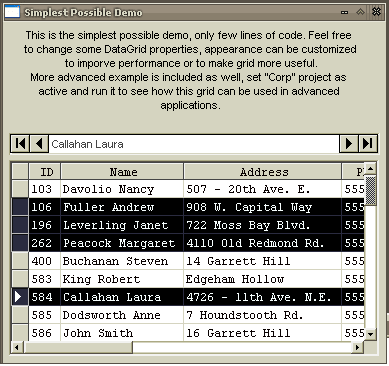 Simplest Possible Demo
This is the simplest possible demo, only few lines of code. Feel free
to change some DataGrid properties, appearance can be customized
to imporve performance or to make grid more useful.
More advanced example is included as well, set "Corp" project as
active and run it to see how this grid can be used in advanced
applications.
Callahan Laura
ID Name Address P
103 Davolio Nancy 507 - 20th Ave. E. 555
106 Fuller Andrew 908 W. Capital Way 555
196 Leverling Janet 722 Moss Bay Blvd. 555
262 Peacock Margaret 4110 Old Redmond Rd. 555
400 Buchanan Steven 14 Garrett Hill 555
583 King Robert Edgeham Hollow 555
584 Callahan Laura 4726 - 11th Ave. N.E. 555
585 Dodsworth Anne 7 Houndstooth Rd. 555
586 John Smith 16 Garrett Hill 555